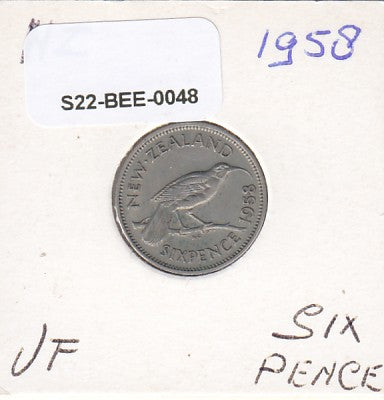 1958
S22-BEE-0048
NEW·ZEALAND
1958
SIXPENCE
VF
SIX
PENCE